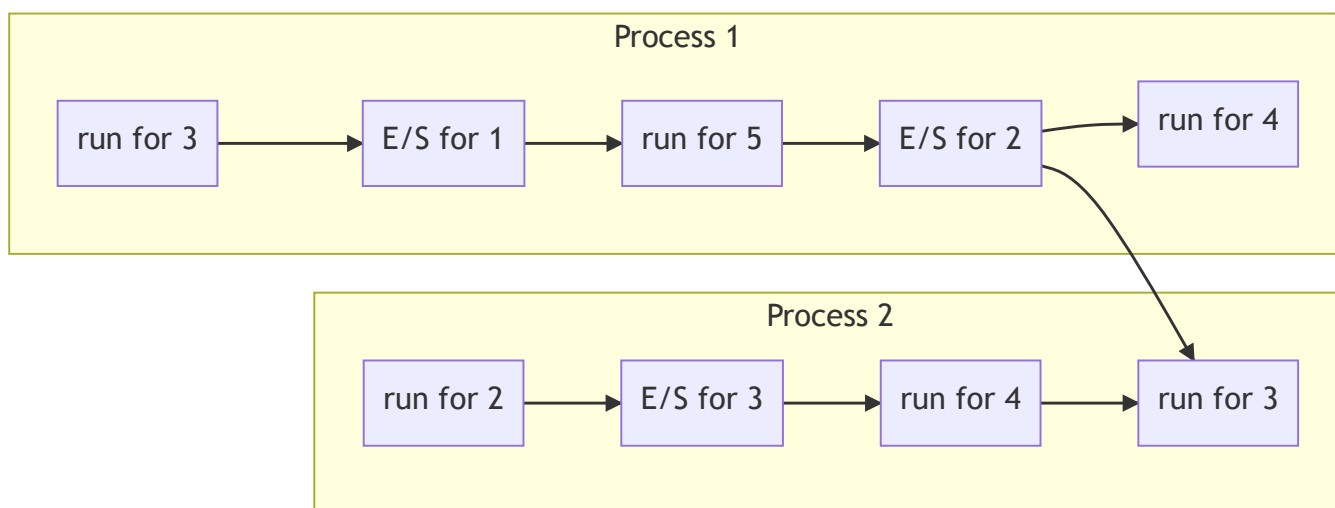 Process 1
run for 3
E/S for 1
run for 5
E/S for 2
run for 4
Process 2
run for 2
E/S for 3
run for 4
run for 3